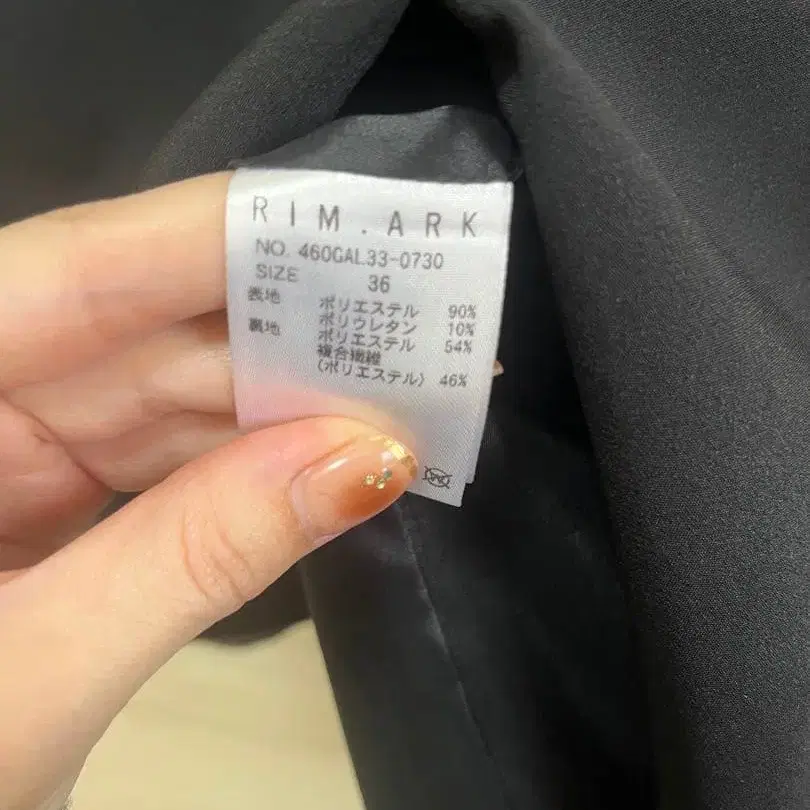 RIM.ARK
NO. 460GAL33-0730
SIZE 36
表地 ポリエステル 90%
ポリウレタン 10%
裏地 ポリエステル 54%
複合繊維
(ポリエステル) 46%